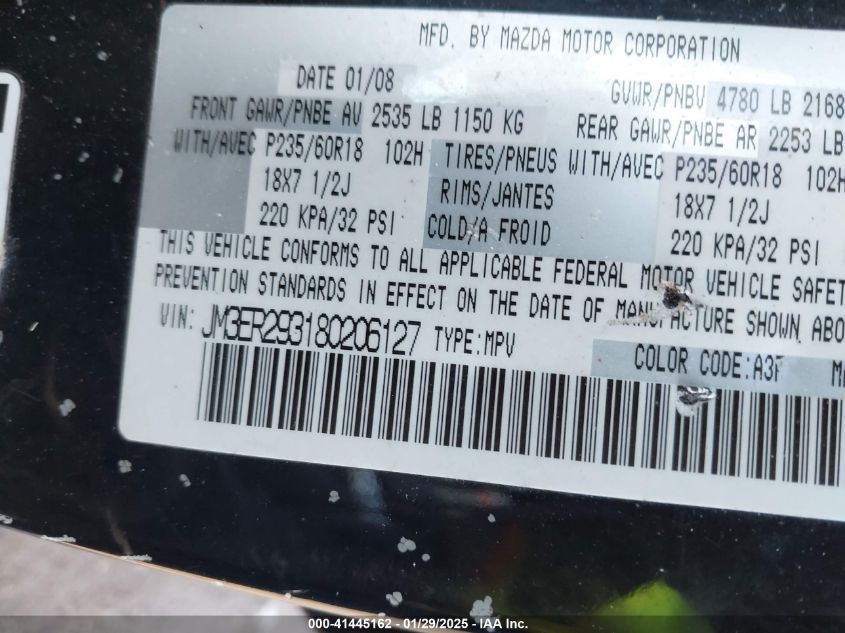 MFD. BY MAZDA MOTOR CORPORATION
DATE 01/08 GVWR/PNBV 4780 LB 2168
FRONT GAWR/PNBE AV 2535 LB 1150 KG REAR GAWR/PNBE AR 2253 LB
WITH/AVEC P235/60R18 102H TIRES/PNEUS WITH/AVEC P235/60R18 102H
18X7 1/2J RIMS/JANTES 18X7 1/2J
220 KPA/32 PSI COLD/A FROID 220 KPA/32 PSI
THIS VEHICLE CONFORMS TO ALL APPLICABLE FEDERAL MOTOR VEHICLE SAFET
PREVENTION STANDARDS IN EFFECT ON THE DATE OF MANUFACTURE SHOWN ABO
VIN: JM3ER293180206127 TYPE:MPV
COLOR CODE:A3F
000-41445162 - 01/29/2025 - IAA Inc.